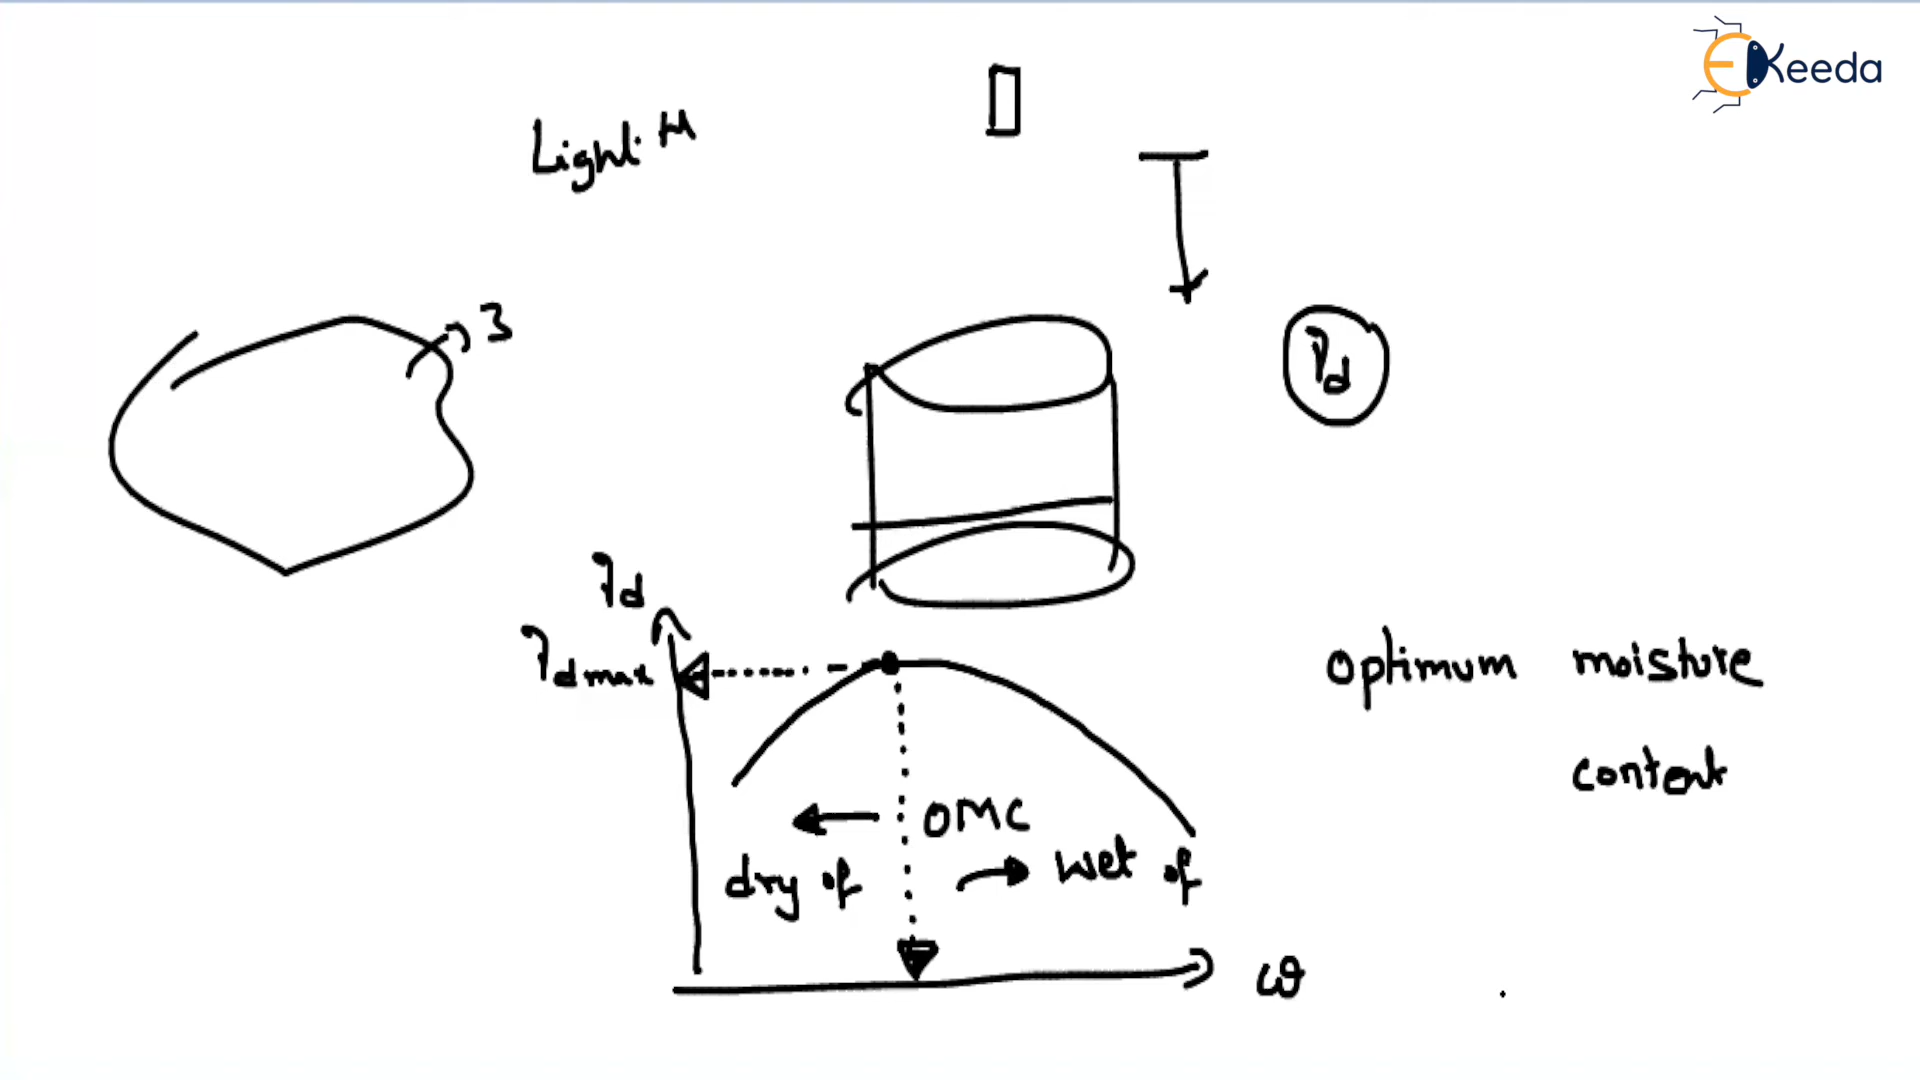 EKeeda
Light
3
γd
γd
γdmax
optimum moisture
content
OMC
dry of
wet of
ω